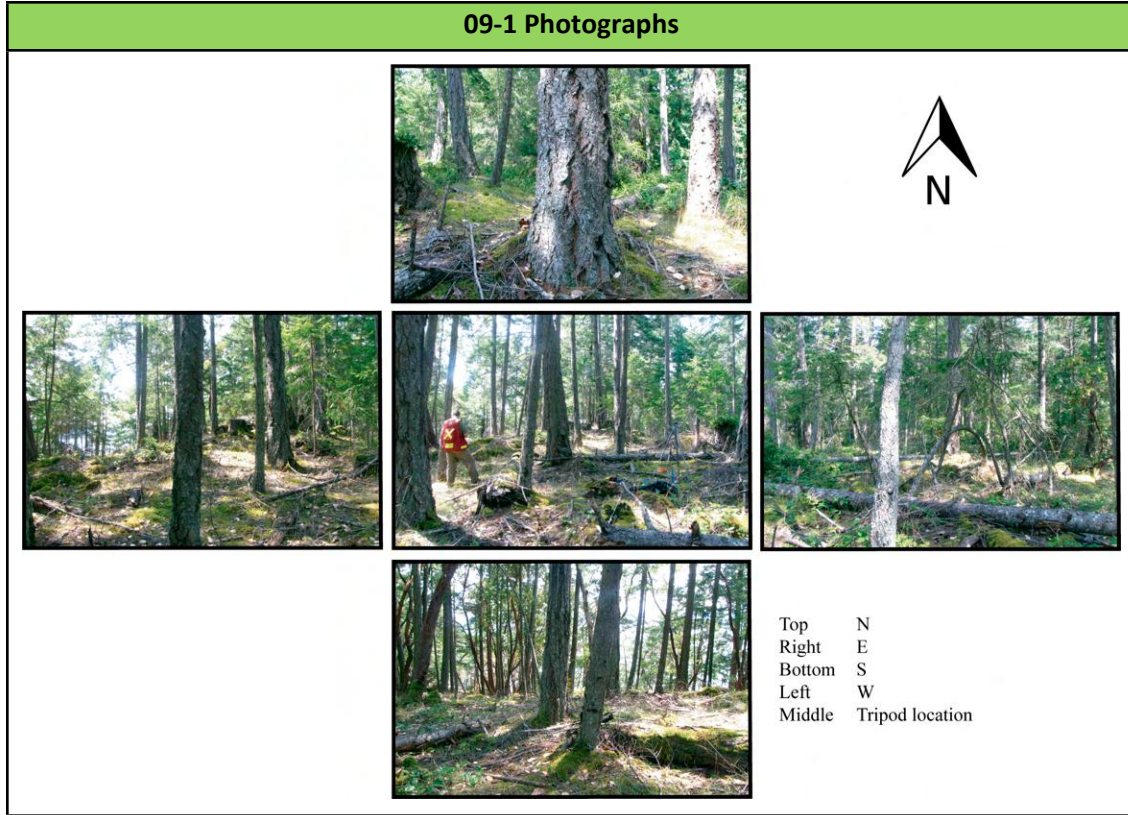 09-1 Photographs
N
Top N
Right E
Bottom S
Left W
Middle Tripod location